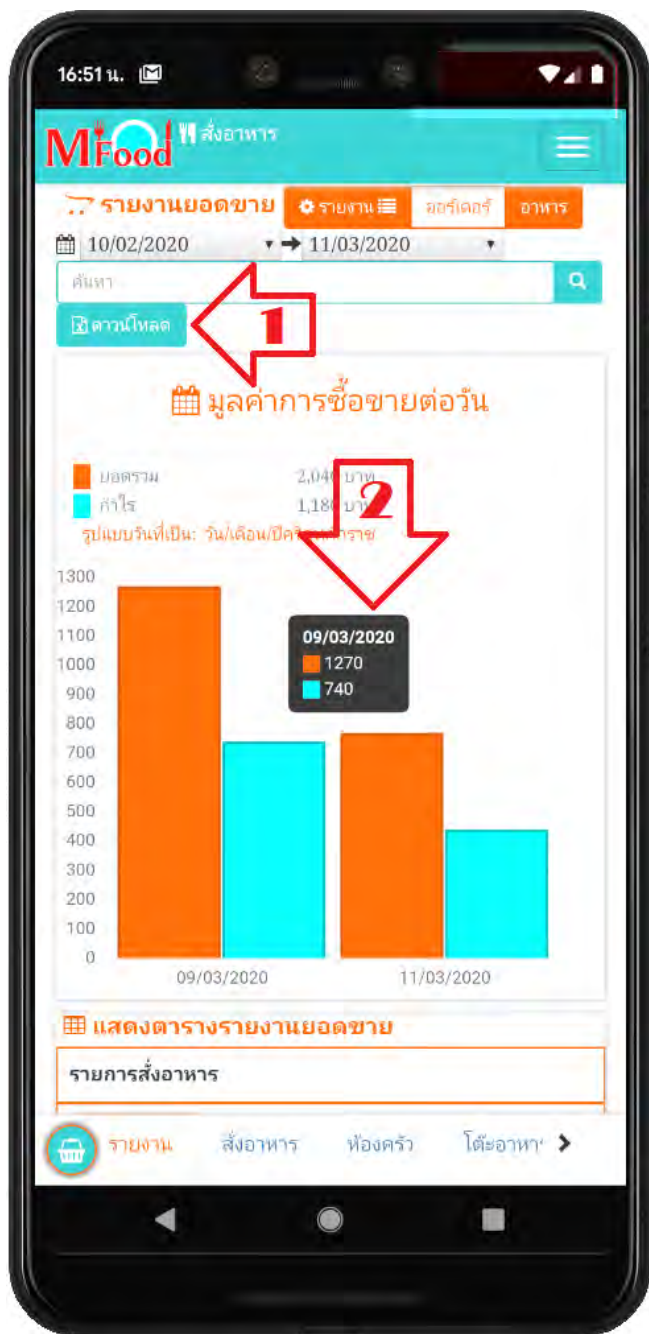 16:51 น.
MFood สั่งอาหาร
รายงานยอดขาย รายงาน ออร์เดอร์ อาหาร
10/02/2020 11/03/2020
ค้นหา
ดาวน์โหลด
1
มูลค่าการซื้อขายต่อวัน
ยอดรวม 2,040 บาท
กำไร 1,180 บาท
2
รูปแบบวันที่เป็น: วัน/เดือน/
1300
1200
1100
1000
900
800
700
600
500
400
300
200
100
0
09/03/2020
1270
740
09/03/2020 11/03/2020
แสดงตารางรายงานยอดขาย
รายการสั่งอาหาร
รายงาน สั่งอาหาร ห้องครัว โต๊ะอาหา